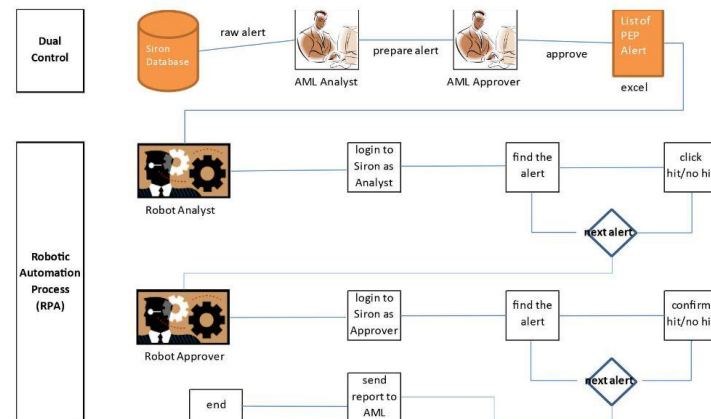 Dual
Control
Siron
Database
raw alert
AML Analyst
prepare alert
AML Approver
approve
List of
PEP
Alert
excel
Robotic
Automation
Process
(RPA)
Robot Analyst
login to
Siron as
Analyst
find the
alert
click
hit/no hi
next alert
Robot Approver
login to
Siron as
Approver
find the
alert
confirm
hit/no hi
next alert
end
send
report to
AML